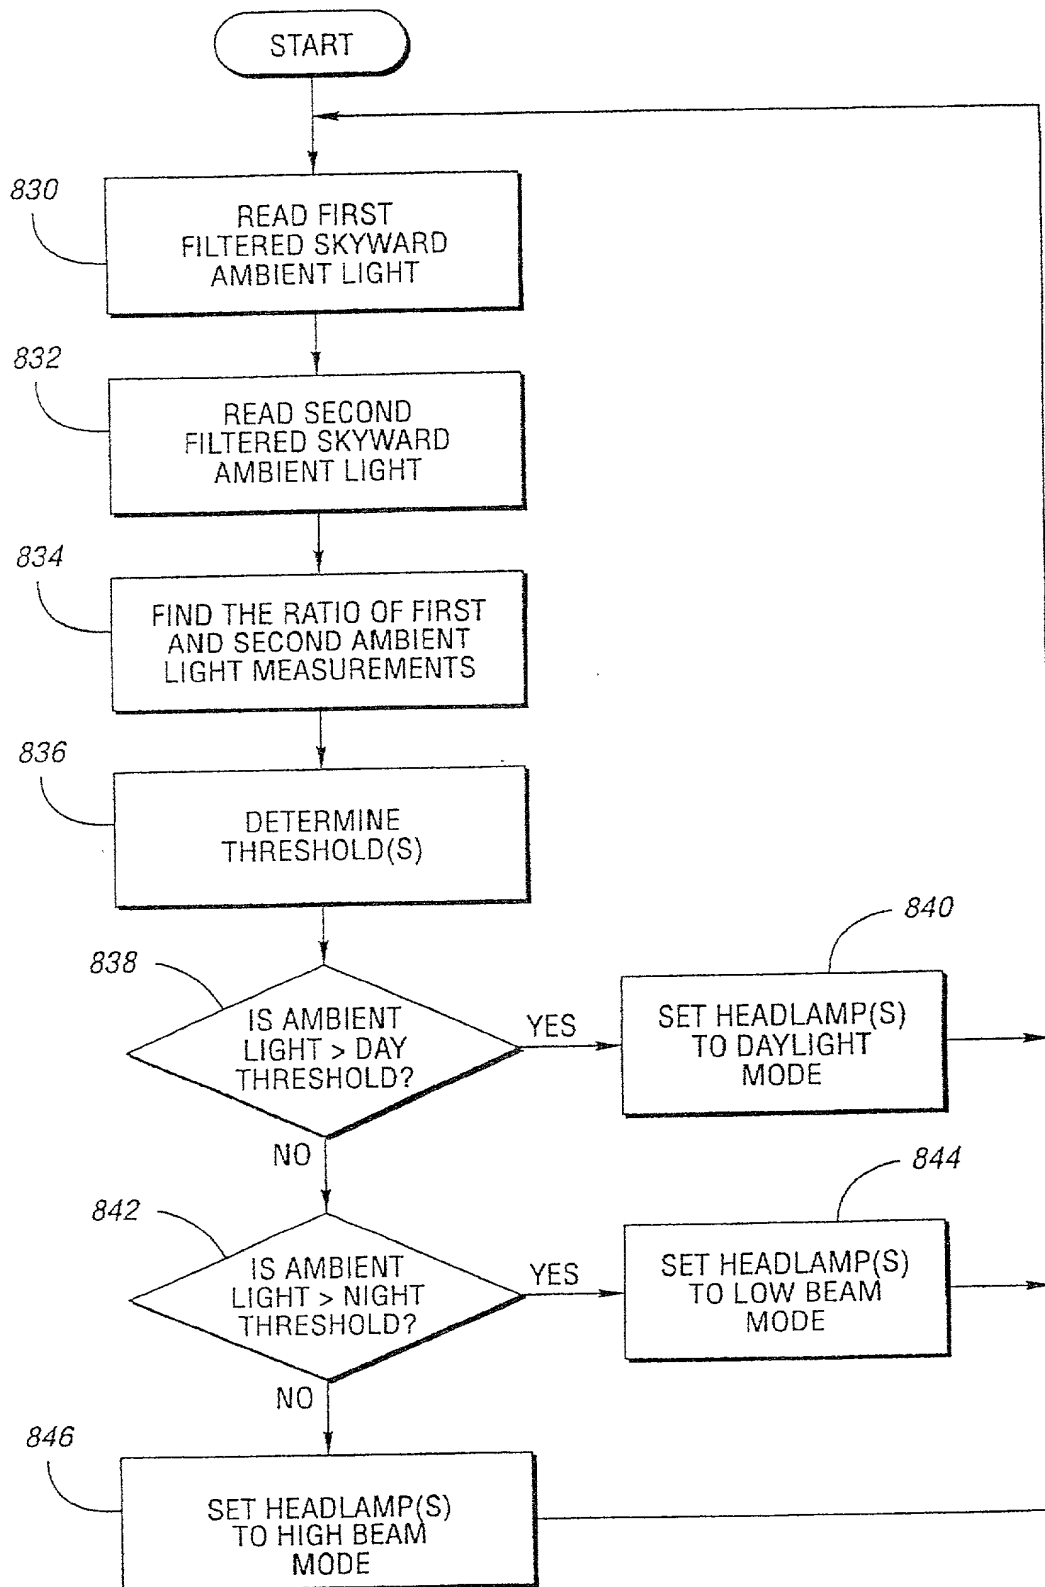 START
830
READ FIRST
FILTERED SKYWARD
AMBIENT LIGHT
832
READ SECOND
FILTERED SKYWARD
AMBIENT LIGHT
834
FIND THE RATIO OF FIRST
AND SECOND AMBIENT
LIGHT MEASUREMENTS
836
DETERMINE
THRESHOLD(S)
838
IS AMBIENT
LIGHT > DAY
THRESHOLD?
YES
840
SET HEADLAMP(S)
TO DAYLIGHT
MODE
NO
842
IS AMBIENT
LIGHT > NIGHT
THRESHOLD?
YES
844
SET HEADLAMP(S)
TO LOW BEAM
MODE
NO
846
SET HEADLAMP(S)
TO HIGH BEAM
MODE